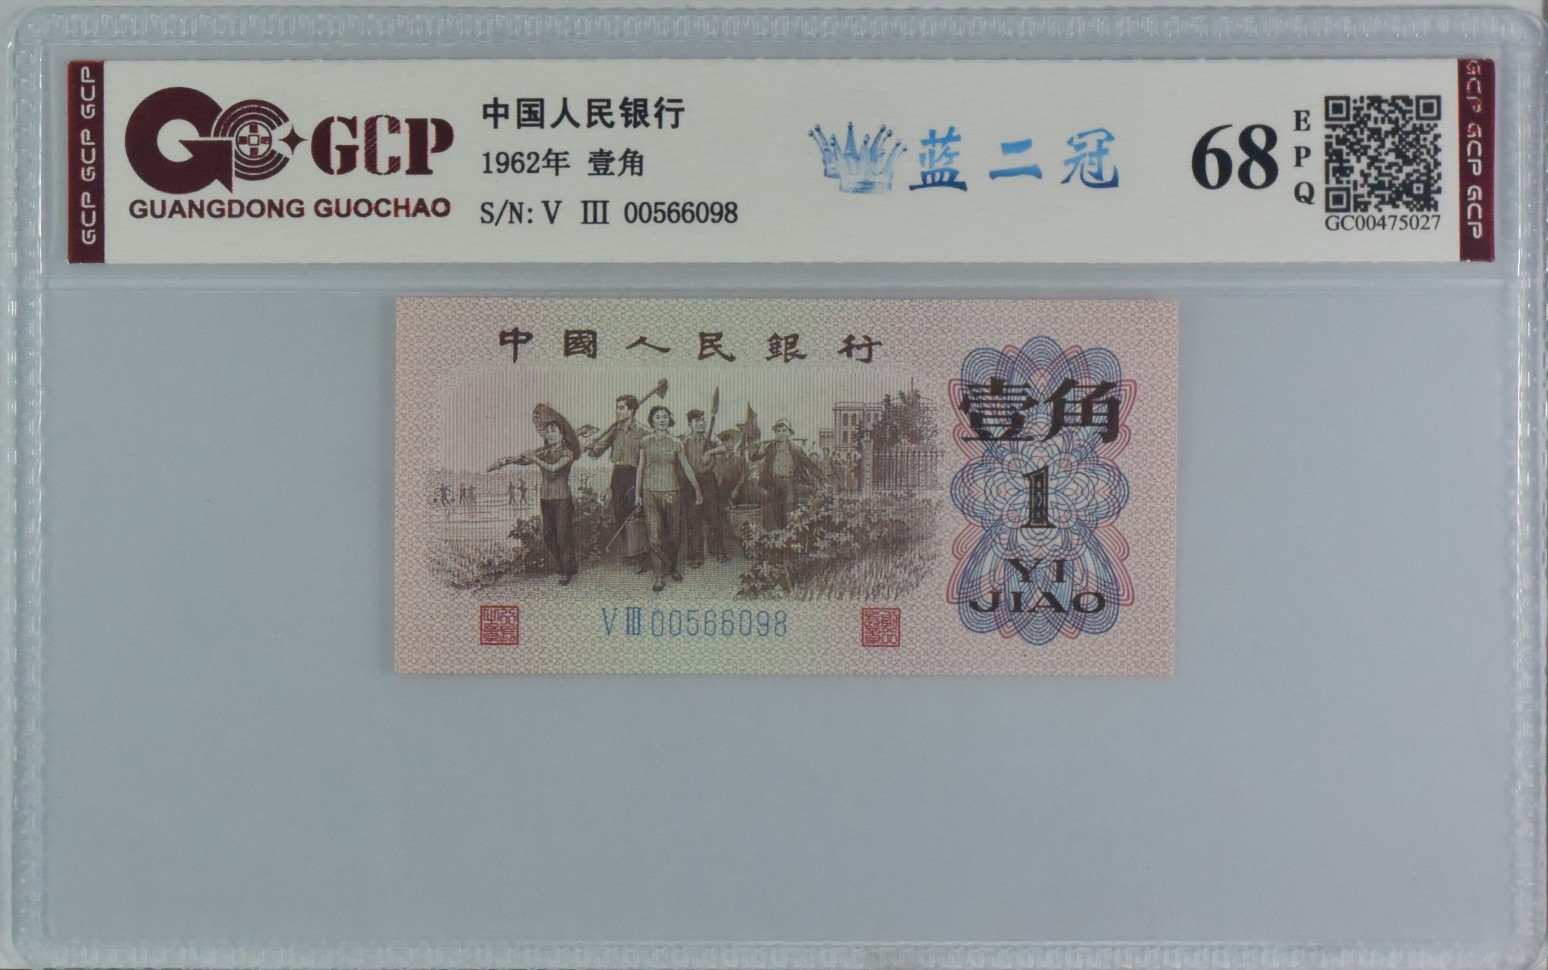 GCP GCP GCP
GCP
GUANGDONG GUOCHAO
中国人民银行
1962年 壹角
S/N: V III 00566098
蓝二冠
68
E
P
Q
GC00475027
GCP GCP GCP
中國人民銀行
壹角
1
YI
JIAO
V III 00566098